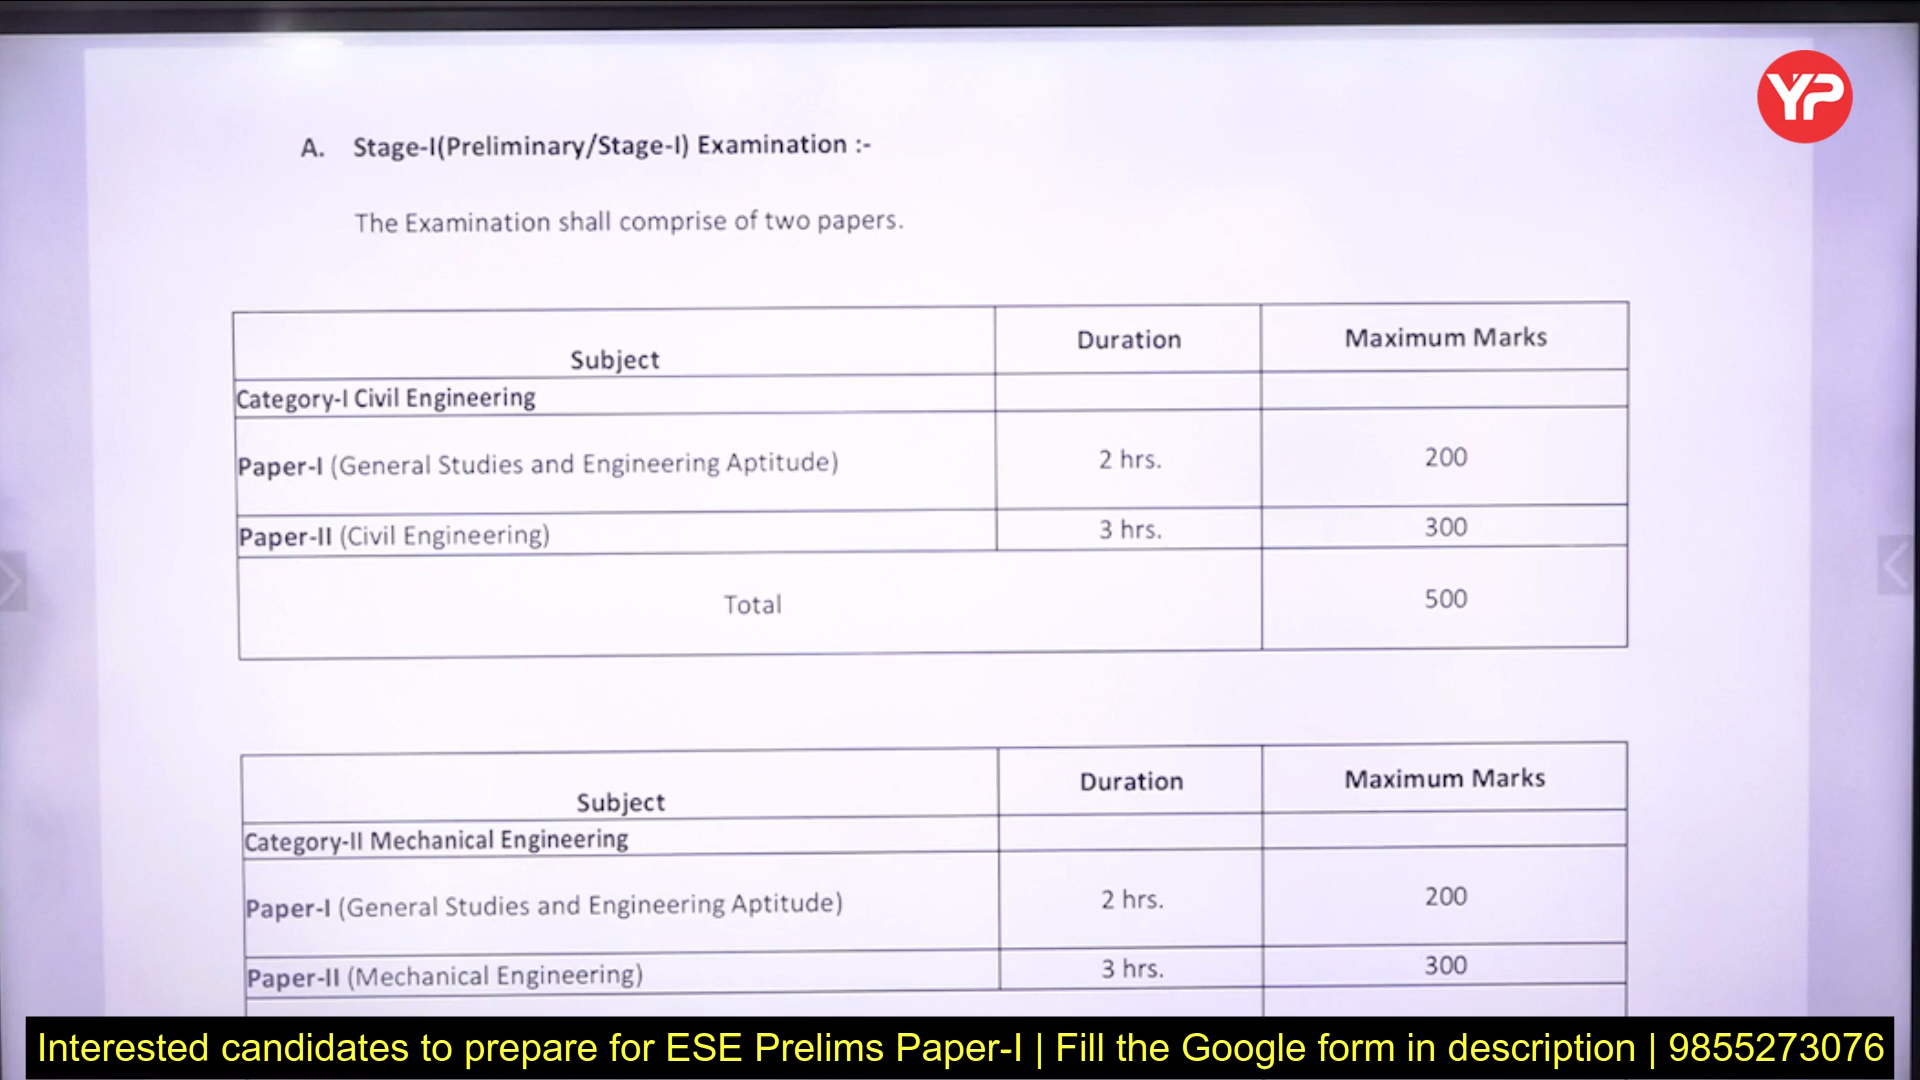 YP
A. Stage-I(Preliminary/Stage-I) Examination :-
The Examination shall comprise of two papers.
Subject Duration Maximum Marks
Category-I Civil Engineering
Paper-I (General Studies and Engineering Aptitude) 2 hrs. 200
Paper-II (Civil Engineering) 3 hrs. 300
Total 500
Subject Duration Maximum Marks
Category-II Mechanical Engineering
Paper-I (General Studies and Engineering Aptitude) 2 hrs. 200
Paper-II (Mechanical Engineering) 3 hrs. 300
Interested candidates to prepare for ESE Prelims Paper-I | Fill the Google form in description | 9855273076